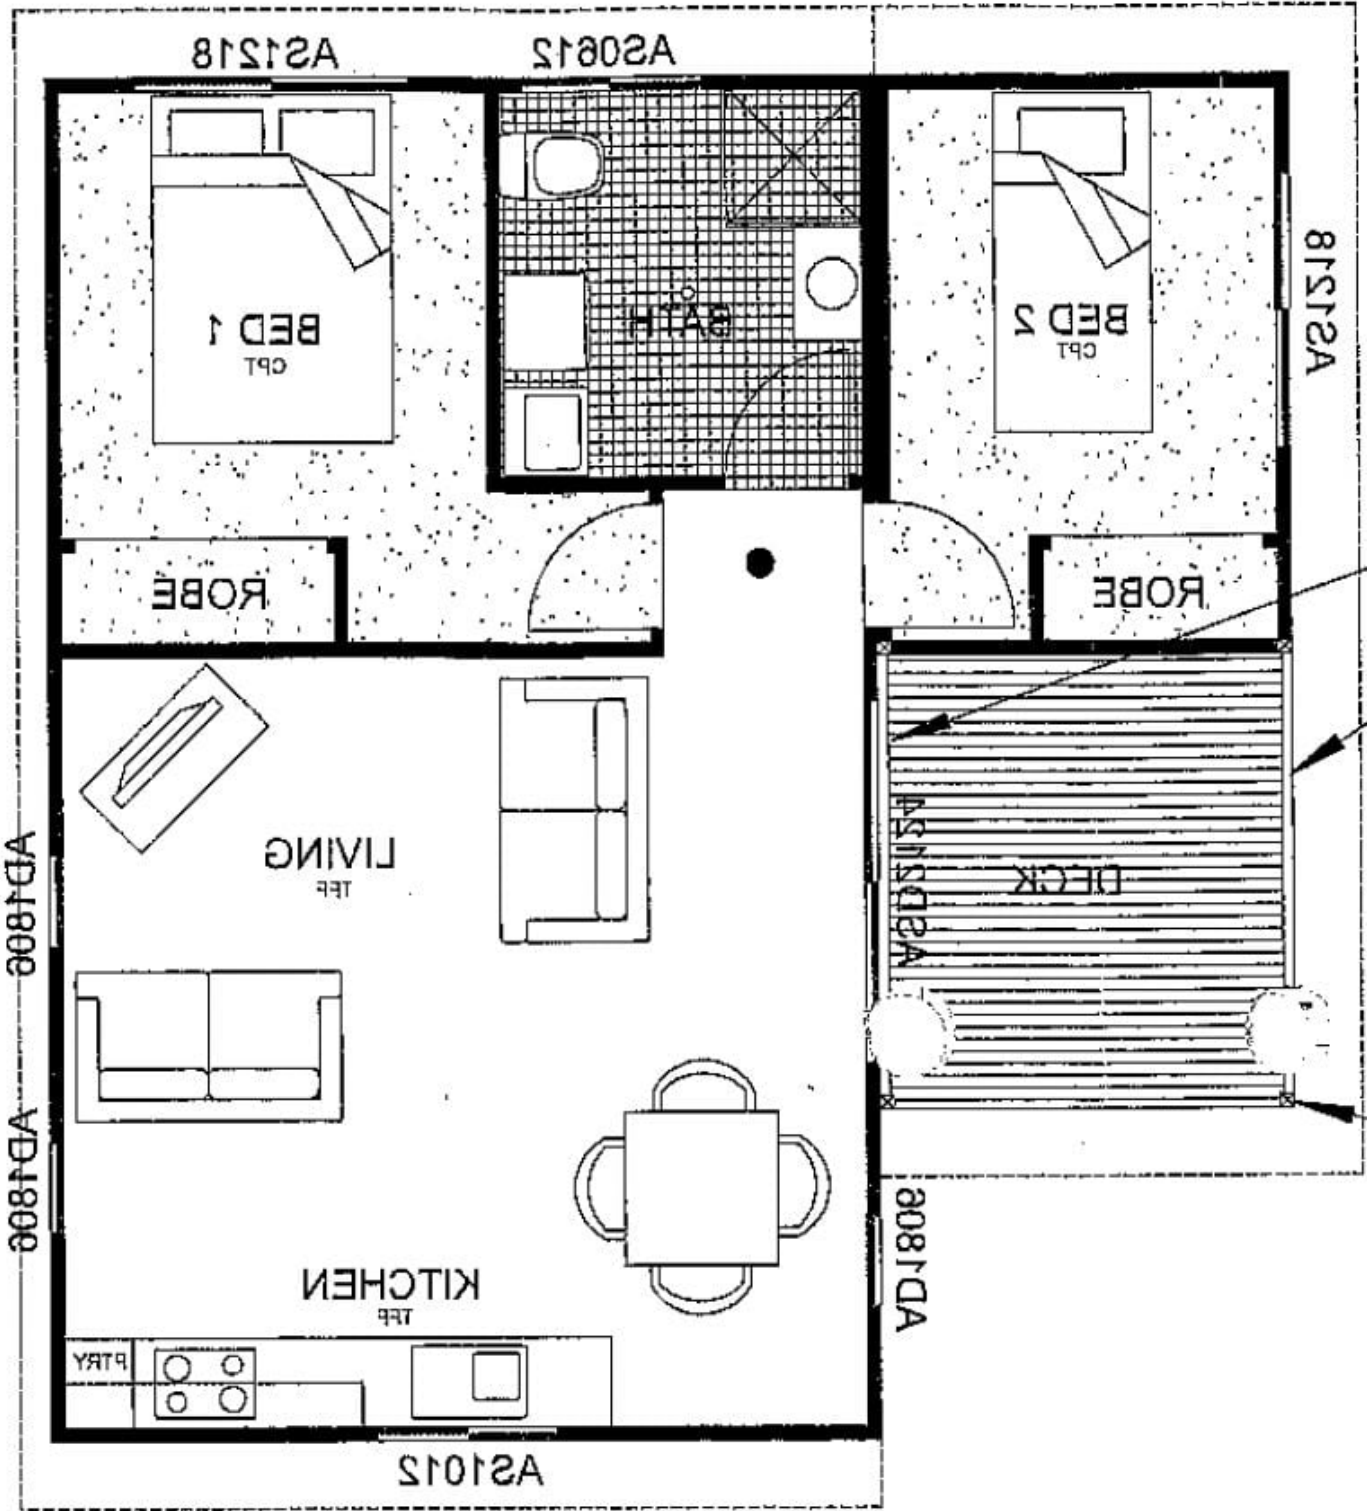 AS1218
AS0612
BED 1
CPT
BATH
BED 2
CPT
AS1218
ROBE
ROBE
LIVING
TFF
AD1806
ASD2124
DECK
AD1806
KITCHEN
TFF
AD1806
PTRY
AS1012